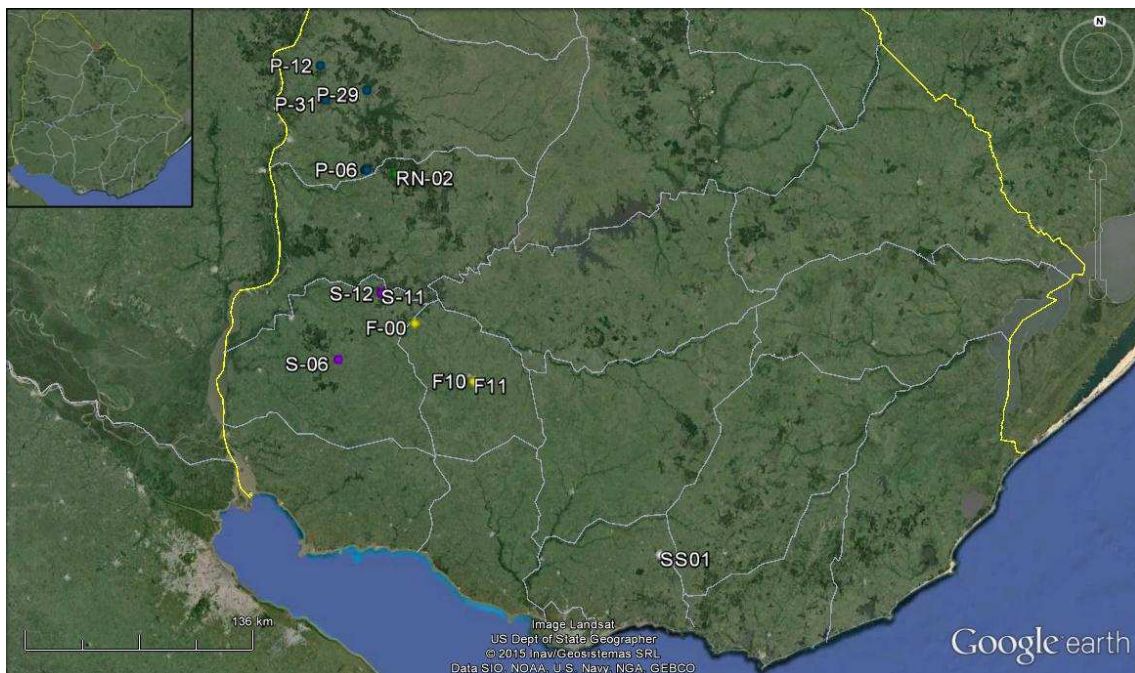 N
P-12
P-29
P-31
P-06
RN-02
S-12
S-11
F-00
S-06
F10
F11
SS01
136 km
Image Landsat
US Dept of State Geographer
© 2015 Inav/Geosistemas SRL
Data SIO, NOAA, U.S. Navy, NGA, GEBCO
Google earth